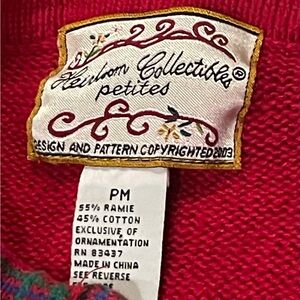 Heirloom Collectibles®
petites
DESIGN AND PATTERN COPYRIGHTED 2003
PM
55% RAMIE
45% COTTON
EXCLUSIVE OF
ORNAMENTATION
RN 83437
MADE IN CHINA
SEE REVERSE